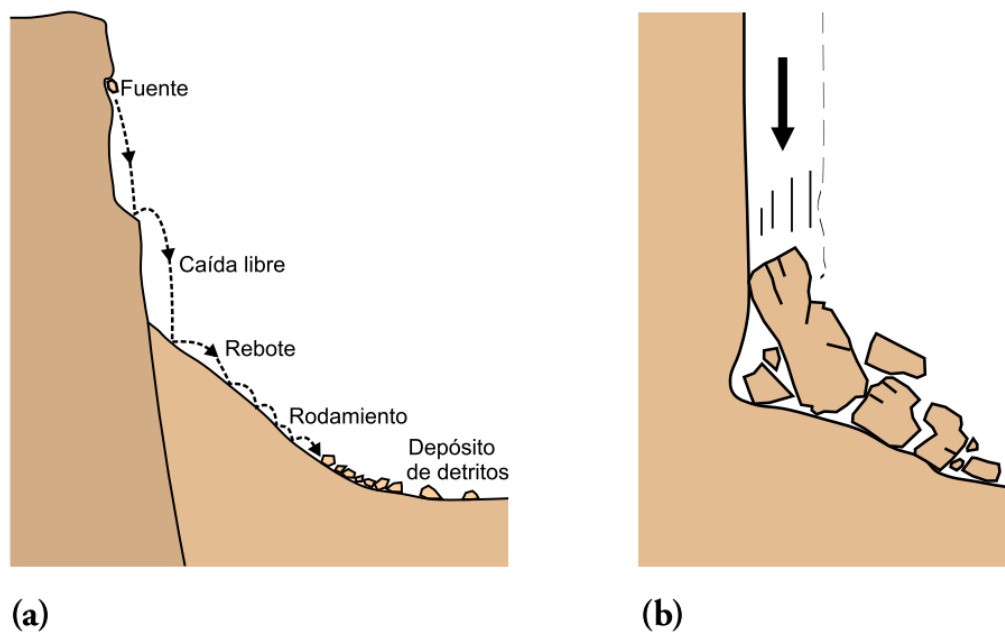 Fuente
Caída libre
Rebote
Rodamiento
Depósito
de detritos
(a)
(b)